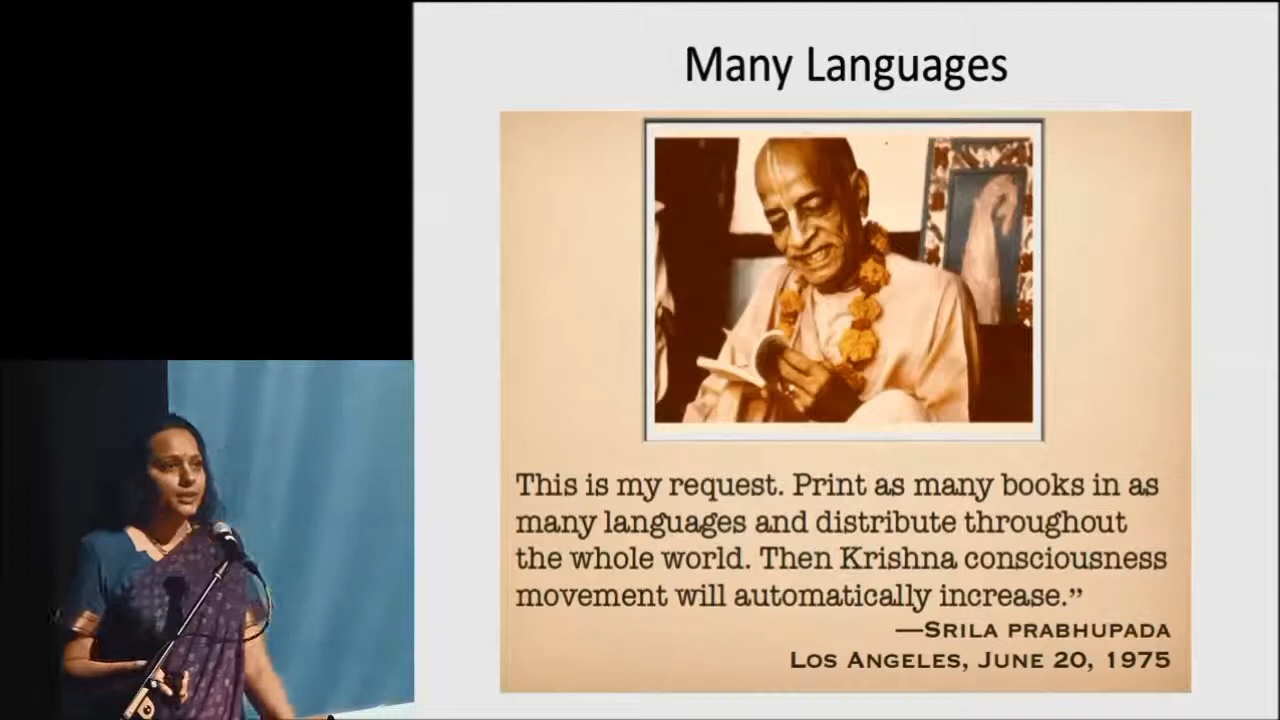 Many Languages
This is my request. Print as many books in as
many languages and distribute throughout
the whole world. Then Krishna consciousness
movement will automatically increase.”
—SRILA PRABHUPADA
LOS ANGELES, JUNE 20, 1975